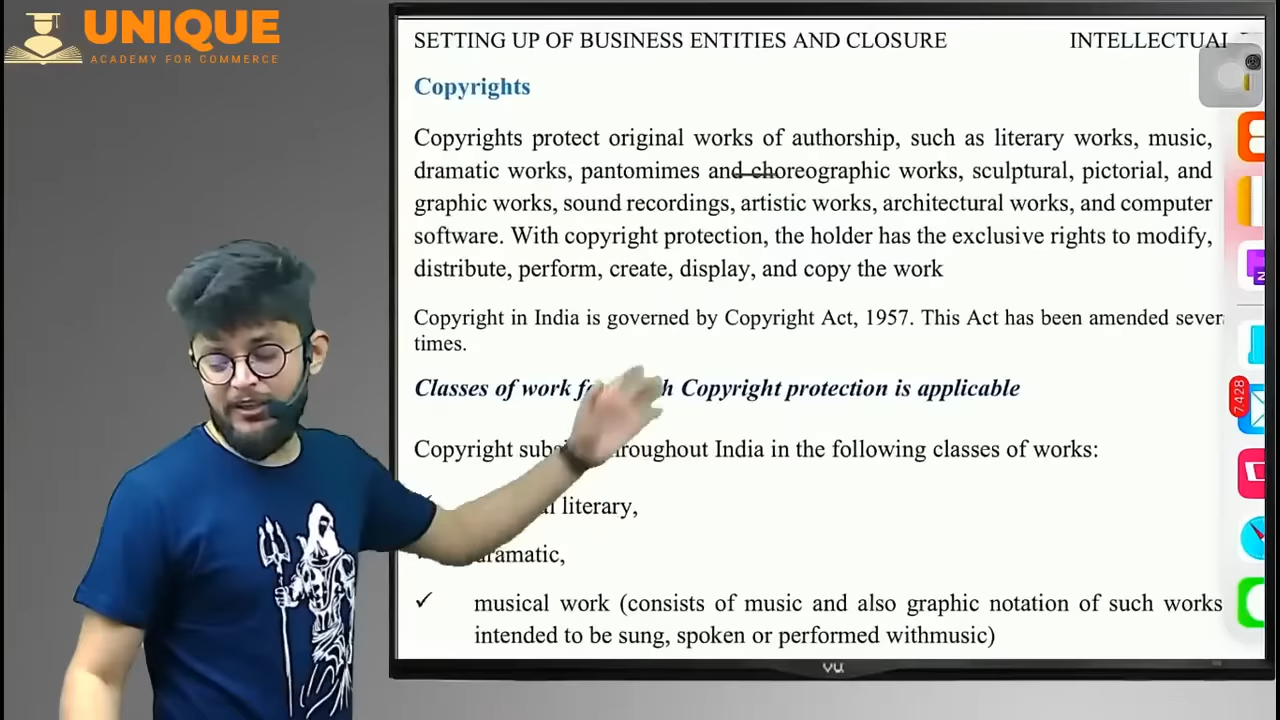 UNIQUE
ACADEMY FOR COMMERCE
SETTING UP OF BUSINESS ENTITIES AND CLOSURE INTELLECTUAL
Copyrights
Copyrights protect original works of authorship, such as literary works, music,
dramatic works, pantomimes and choreographic works, sculptural, pictorial, and
graphic works, sound recordings, artistic works, architectural works, and computer
software. With copyright protection, the holder has the exclusive rights to modify,
distribute, perform, create, display, and copy the work
Copyright in India is governed by Copyright Act, 1957. This Act has been amended sever
times.
Classes of work Copyright protection is applicable
Copyright India in the following classes of works:
literary,
dramatic,
✓ musical work (consists of music and also graphic notation of such works
intended to be sung, spoken or performed withmusic)
7,428
N
vu